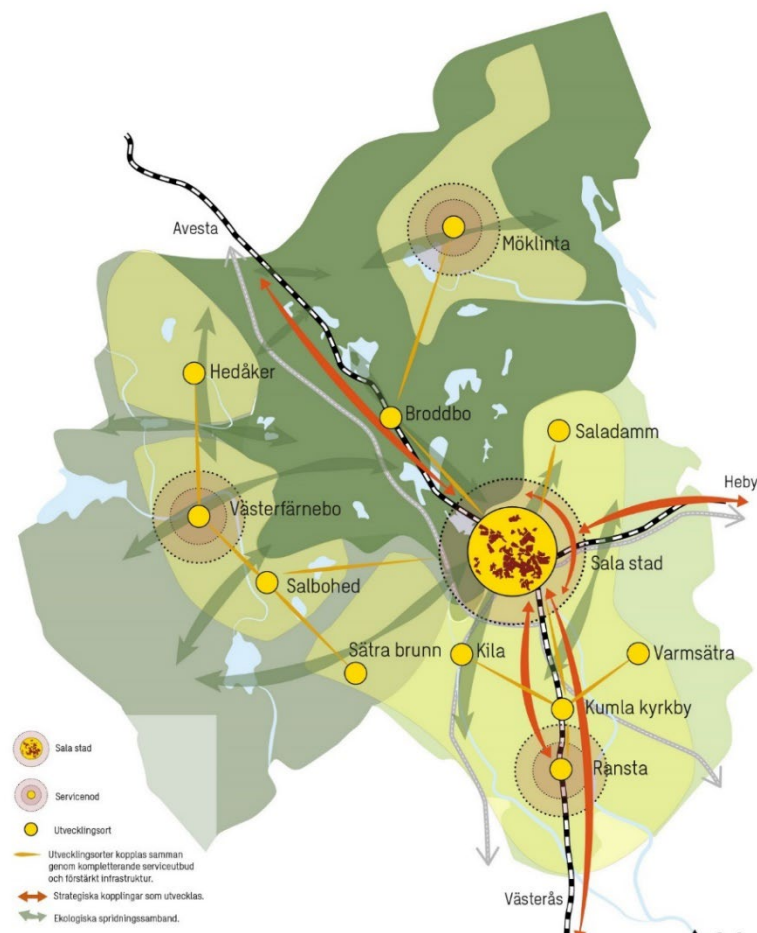 Avesta
Möklinta
Hedåker
Broddbo
Saladamm
Heby
Västerfärnebo
Sala stad
Salbohed
Sätra brunn
Kila
Varmsätra
Kumla kyrkby
Ransta
Västerås
Sala stad
Servicenod
Utvecklingsort
Utvecklingsorter kopplas samman
genom kompletterande serviceutbud
och förstärkt infrastruktur.
Strategiska kopplingar som utvecklas.
Ekologiska spridningssamband.